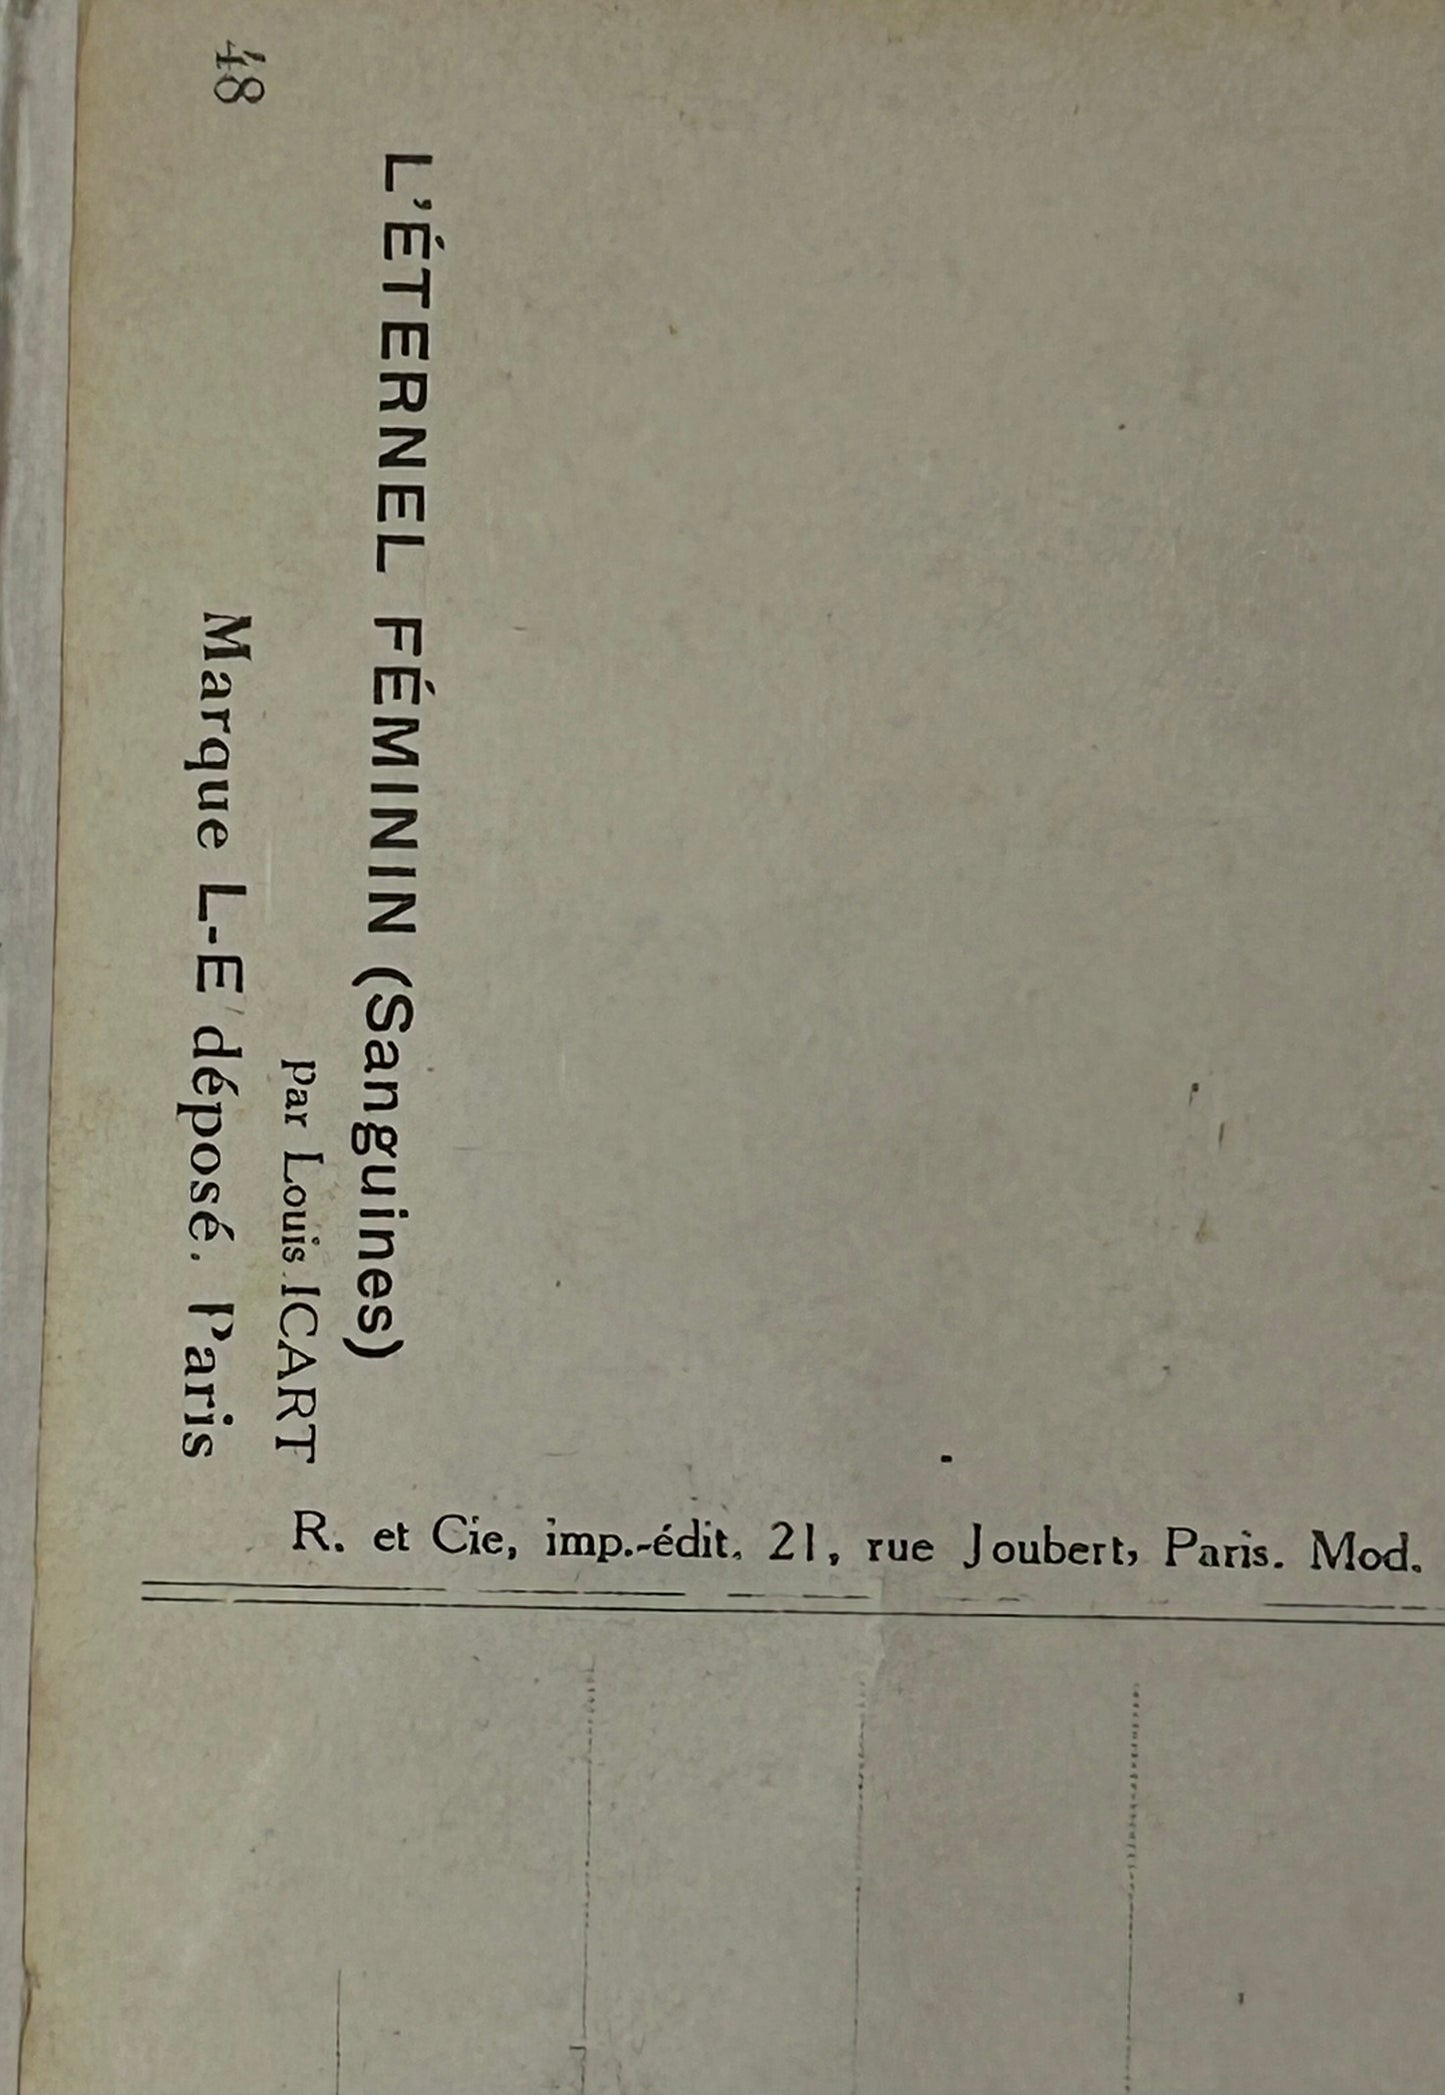 L'ÉTERNEL FÉMININ (Sanguines)
par Louis ICART
48
Marque L-E déposé. Paris
R. et Cie, imp.-édit. 21, rue Joubert, Paris. Mod.